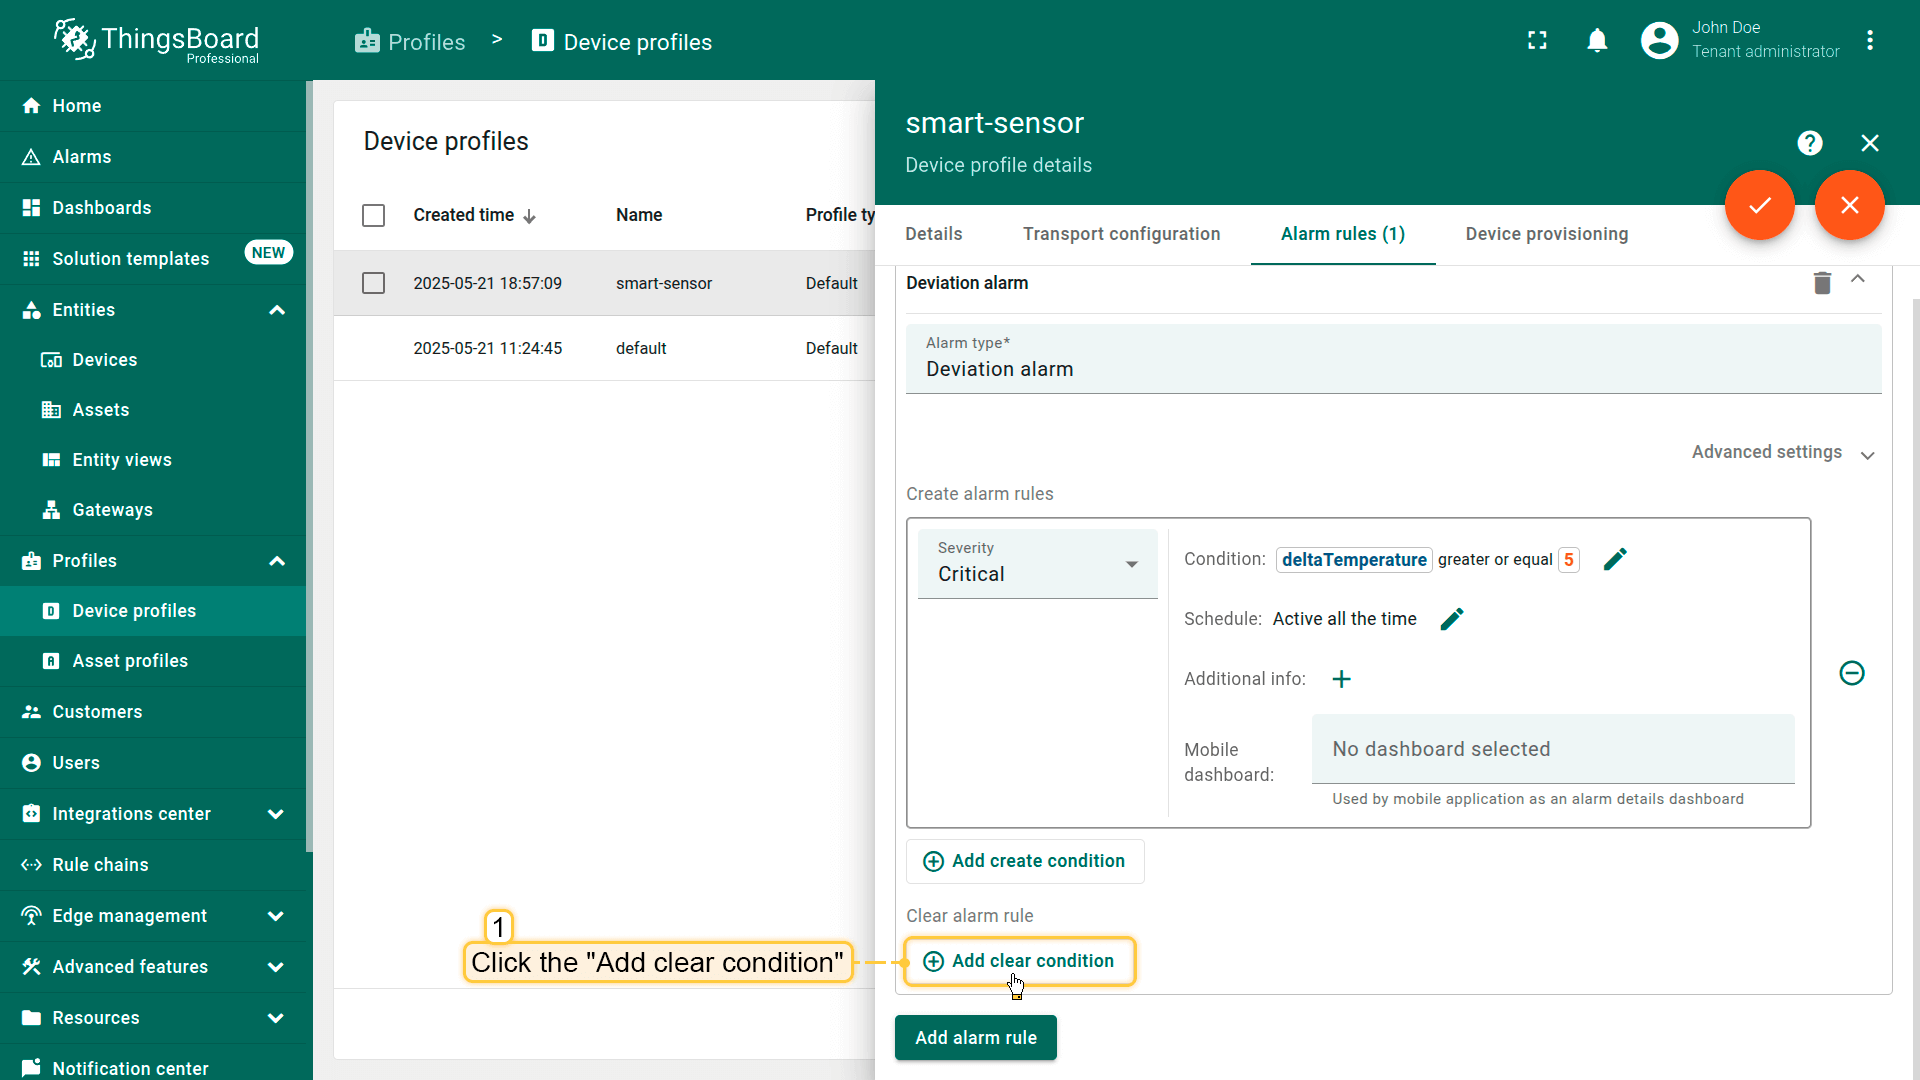 ThingsBoard
Professional
Profiles > Device profiles
John Doe
Tenant administrator
Home
Alarms
Dashboards
Solution templates NEW
Entities
Devices
Assets
Entity views
Gateways
Profiles
Device profiles
Asset profiles
Customers
Users
Integrations center
Rule chains
Edge management
Advanced features
Resources
Notification center
Device profiles
Created time Name Profile ty
2025-05-21 18:57:09 smart-sensor Default
2025-05-21 11:24:45 default Default
smart-sensor
Device profile details
Details Transport configuration Alarm rules (1) Device provisioning
Deviation alarm
Alarm type*
Deviation alarm
Advanced settings
Create alarm rules
Severity
Critical
Condition: deltaTemperature greater or equal 5
Schedule: Active all the time
Additional info:
Mobile
dashboard:
No dashboard selected
Used by mobile application as an alarm details dashboard
Add create condition
Clear alarm rule
1
Click the "Add clear condition"
Add clear condition
Add alarm rule